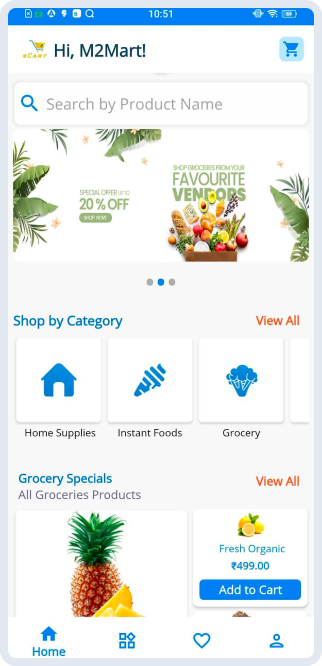 10:51
eCART
Hi, M2Mart!
Search by Product Name
SPECIAL OFFER UP TO
20 % OFF
SHOP NOW
SHOP GROCERIES FROM YOUR
FAVOURITE
VENDORS
Shop by Category
View All
Home Supplies
Instant Foods
Grocery
Grocery Specials
View All
All Groceries Products
Fresh Organic
₹499.00
Add to Cart
Home